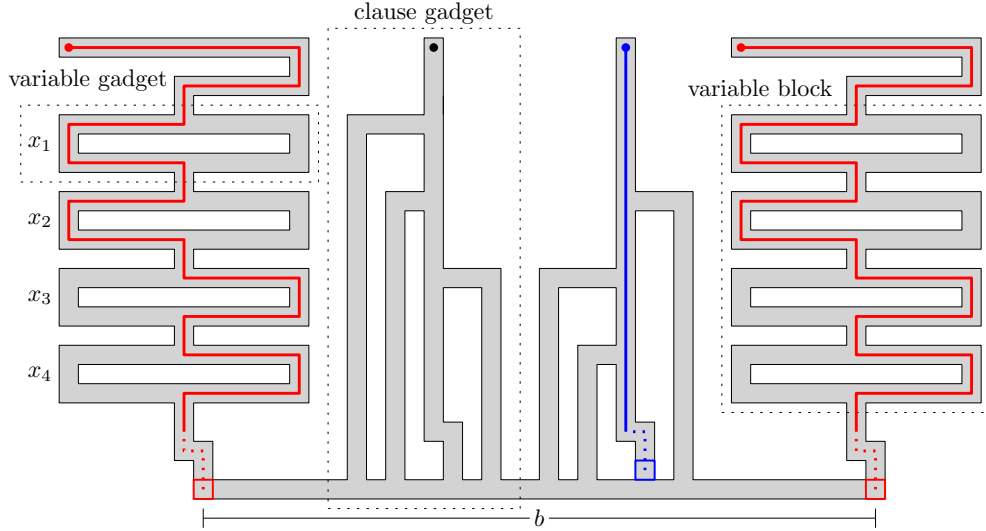 clause gadget
variable gadget
variable block
x₁
x₂
x₃
x₄
b